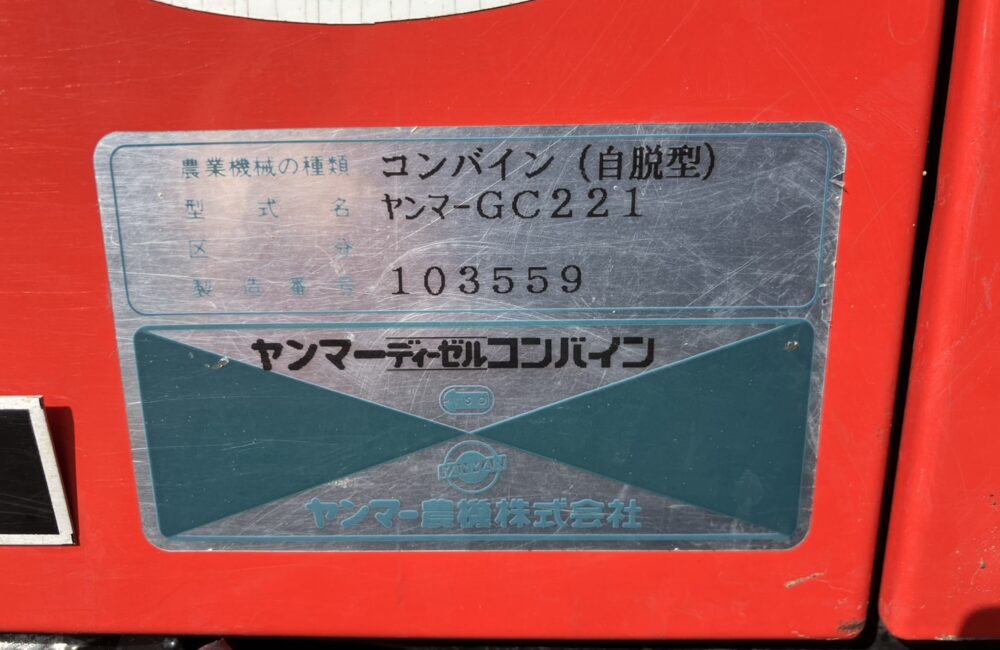 農業機械の種類 コンバイン(自脱型)
型式名 ヤンマーGC221
区分
製造番号 103559
ヤンマーディーゼルコンバイン
YANMAR
ヤンマー農機株式会社